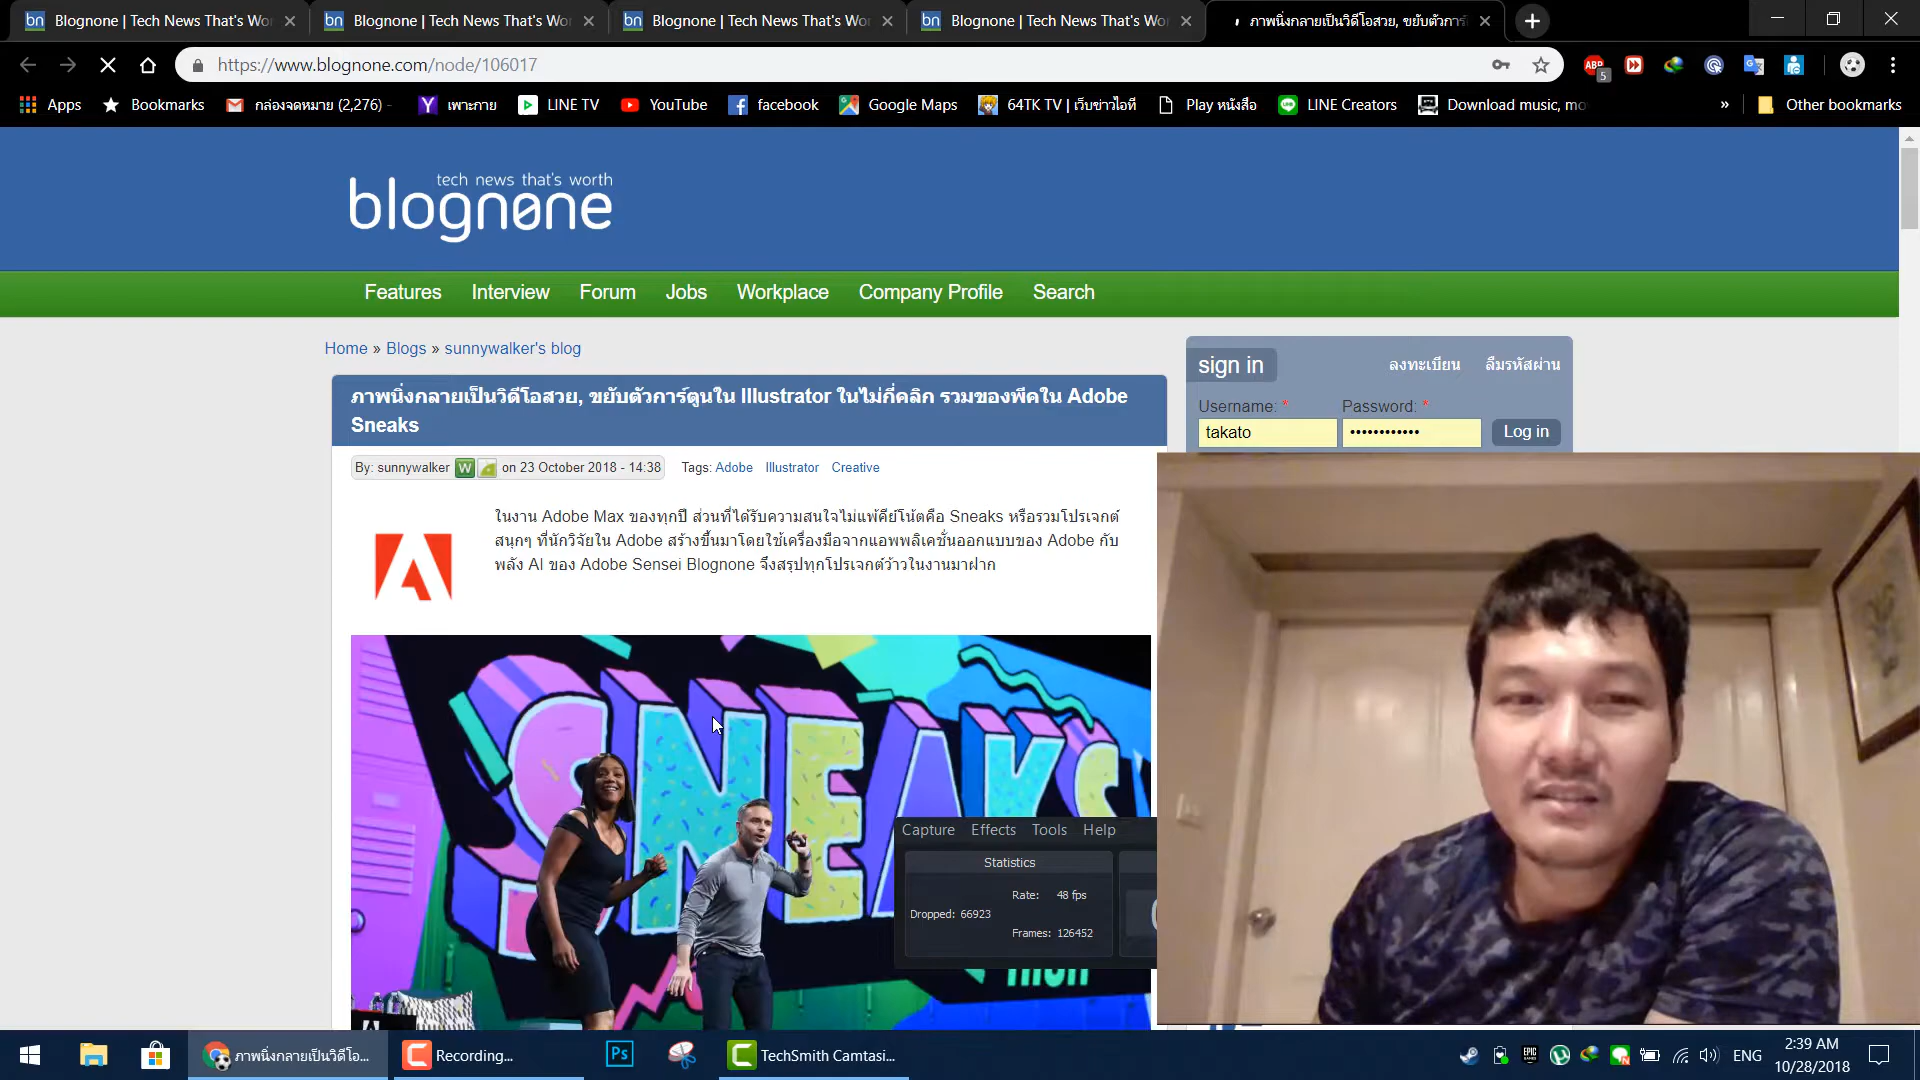 Blognone | Tech News That's Wo
Blognone | Tech News That's Wo
Blognone | Tech News That's Wo
Blognone | Tech News That's Wo
ภาพนิ่งกลายเป็นวิดีโอสวย, ขยับตัวการ์
https://www.blognone.com/node/106017
ABP
5
Apps
Bookmarks
กล่องจดหมาย (2,276) -
เพาะกาย
LINE TV
YouTube
facebook
Google Maps
64TK TV | เว็บข่าวไอที
Play หนังสือ
LINE Creators
Download music, mo
»
Other bookmarks
tech news that's worth
blognone
Features
Interview
Forum
Jobs
Workplace
Company Profile
Search
Home » Blogs » sunnywalker's blog
ภาพนิ่งกลายเป็นวิดีโอสวย, ขยับตัวการ์ตูนใน Illustrator ในไม่กี่คลิก รวมของพีคใน Adobe
Sneaks
By: sunnywalker W on 23 October 2018 - 14:38
Tags: Adobe Illustrator Creative
ในงาน Adobe Max ของทุกปี ส่วนที่ได้รับความสนใจไม่แพ้คีย์โน้ตคือ Sneaks หรือรวมโปรเจกต์
สนุกๆ ที่นักวิจัยใน Adobe สร้างขึ้นมาโดยใช้เครื่องมือจากแอพพลิเคชั่นออกแบบของ Adobe กับ
พลัง AI ของ Adobe Sensei Blognone จึงสรุปทุกโปรเจกต์ว้าวในงานมาฝาก
sign in
ลงทะเบียน
ลืมรหัสผ่าน
Username: *
Password: *
takato
••••••••••••
Log in
SNEAKS
Capture
Effects
Tools
Help
Statistics
Rate: 48 fps
Dropped: 66923
Frames: 126452
ภาพนิ่งกลายเป็นวิดีโอ...
Recording...
Ps
TechSmith Camtasi...
ENG
2:39 AM
10/28/2018